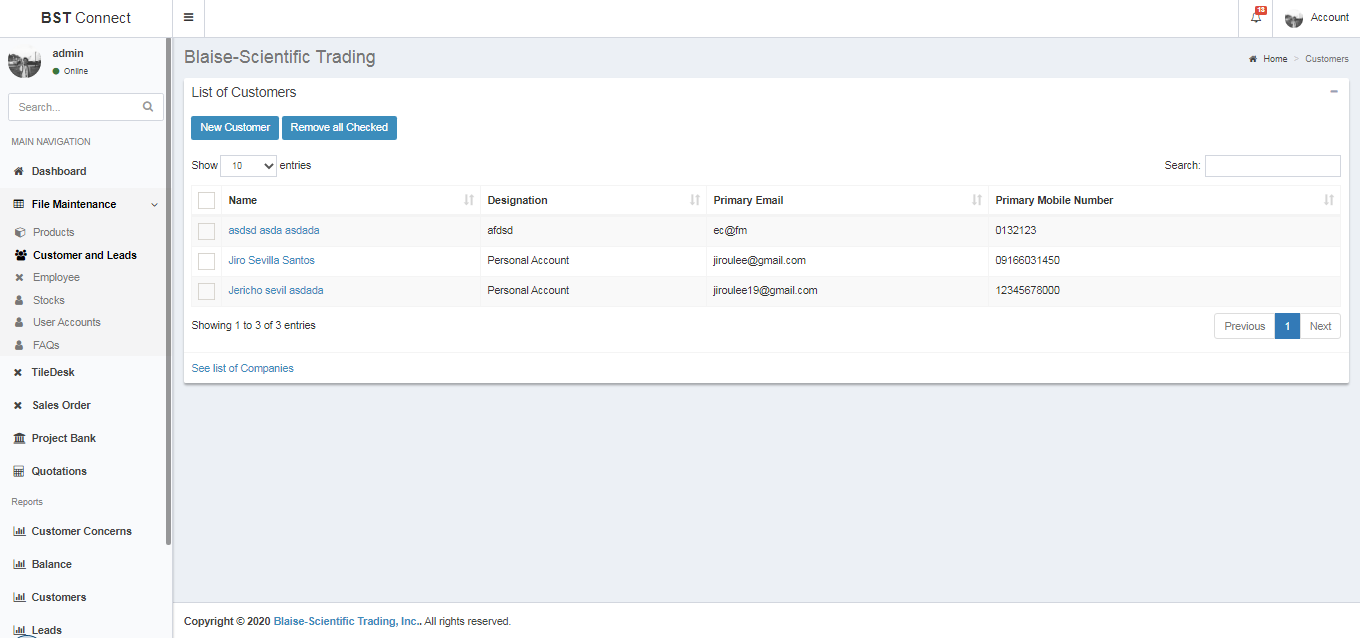 BST Connect
13
Account
admin
Online
Search...
MAIN NAVIGATION
Dashboard
File Maintenance
Products
Customer and Leads
Employee
Stocks
User Accounts
FAQs
TileDesk
Sales Order
Project Bank
Quotations
Reports
Customer Concerns
Balance
Customers
Leads
Blaise-Scientific Trading
Home > Customers
List of Customers
New Customer Remove all Checked
Show 10 entries Search:
Name Designation Primary Email Primary Mobile Number
asdsd asda asdada afdsd ec@fm 0132123
Jiro Sevilla Santos Personal Account jiroulee@gmail.com 09166031450
Jericho sevil asdada Personal Account jiroulee19@gmail.com 12345678000
Showing 1 to 3 of 3 entries Previous 1 Next
See list of Companies
Copyright © 2020 Blaise-Scientific Trading, Inc.. All rights reserved.